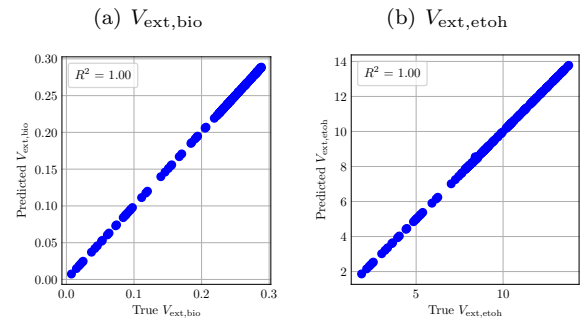 (a) V_ext,bio
(b) V_ext,etoh
R² = 1.00
0.30
0.25
0.20
0.15
0.10
0.05
0.00
Predicted V_ext,bio
0.0 0.1 0.2 0.3
True V_ext,bio
R² = 1.00
14
12
10
8
6
4
2
Predicted V_ext,etoh
5 10
True V_ext,etoh